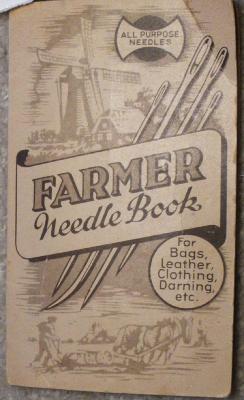 ALL PURPOSE
NEEDLES
FARMER
Needle Book
For
Bags,
Leather,
Clothing,
Darning,
etc.